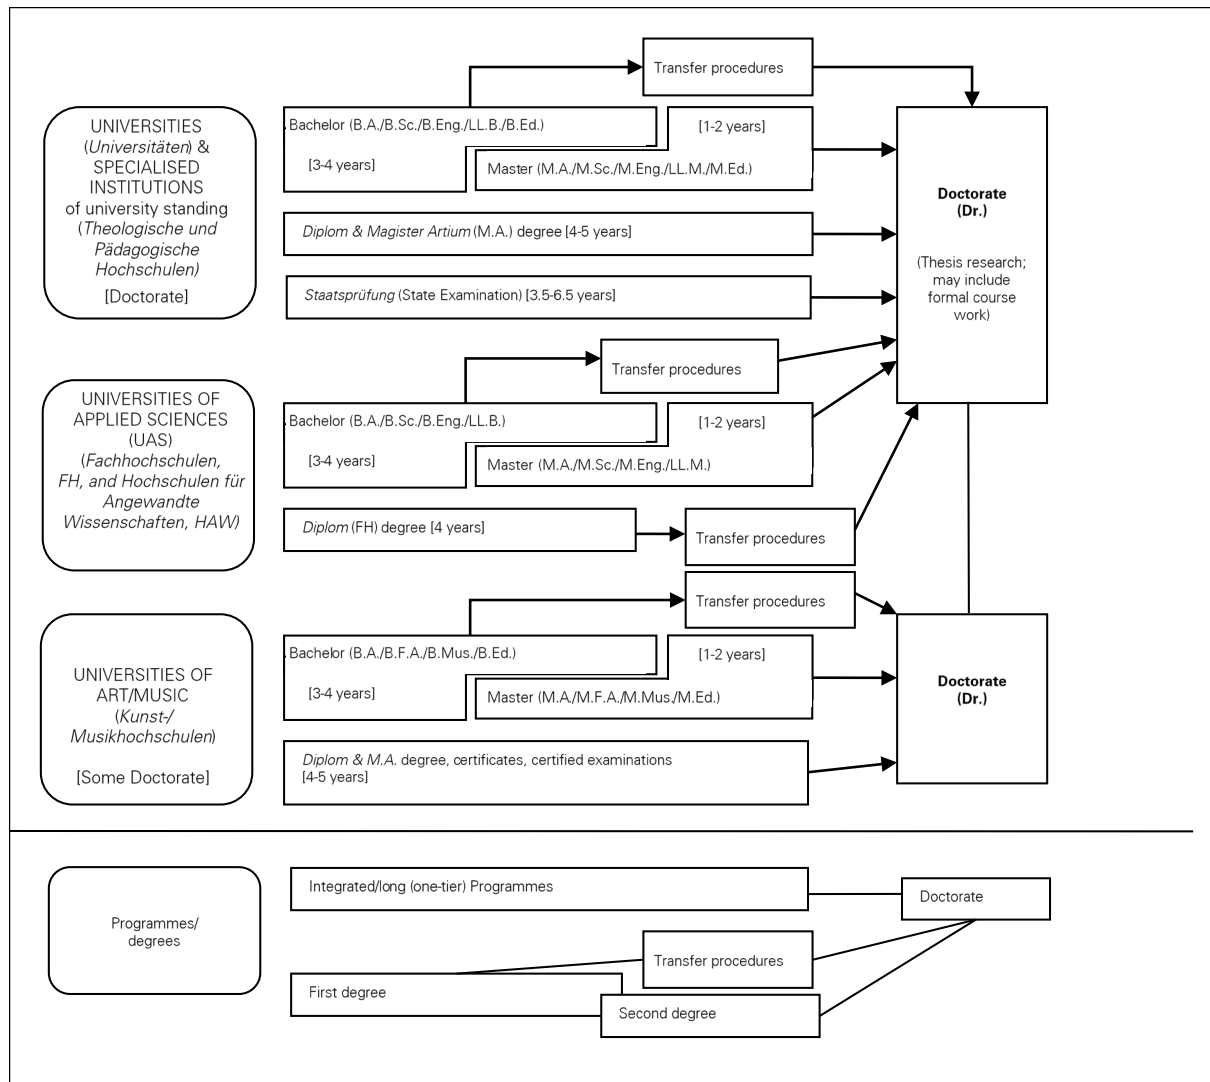 Transfer procedures
UNIVERSITIES
(Universitäten) &
SPECIALISED
INSTITUTIONS
of university standing
(Theologische und
Pädagogische
Hochschulen)
[Doctorate]
Bachelor (B.A./B.Sc./B.Eng./LL.B./B.Ed.)
[3-4 years]
[1-2 years]
Master (M.A./M.Sc./M.Eng./LL.M./M.Ed.)
Diplom & Magister Artium (M.A.) degree [4-5 years]
Staatsprüfung (State Examination) [3.5-6.5 years]
Doctorate
(Dr.)
(Thesis research;
may include
formal course
work)
UNIVERSITIES OF
APPLIED SCIENCES
(UAS)
(Fachhochschulen,
FH, and Hochschulen für
Angewandte
Wissenschaften, HAW)
Transfer procedures
Bachelor (B.A./B.Sc./B.Eng./LL.B.)
[3-4 years]
[1-2 years]
Master (M.A./M.Sc./M.Eng./LL.M.)
Diplom (FH) degree [4 years]
Transfer procedures
UNIVERSITIES OF
ART/MUSIC
(Kunst-/
Musikhochschulen)
[Some Doctorate]
Transfer procedures
Bachelor (B.A./B.F.A./B.Mus./B.Ed.)
[3-4 years]
[1-2 years]
Master (M.A./M.F.A./M.Mus./M.Ed.)
Diplom & M.A. degree, certificates, certified examinations
[4-5 years]
Doctorate
(Dr.)
Programmes/
degrees
Integrated/long (one-tier) Programmes
Doctorate
Transfer procedures
First degree
Second degree